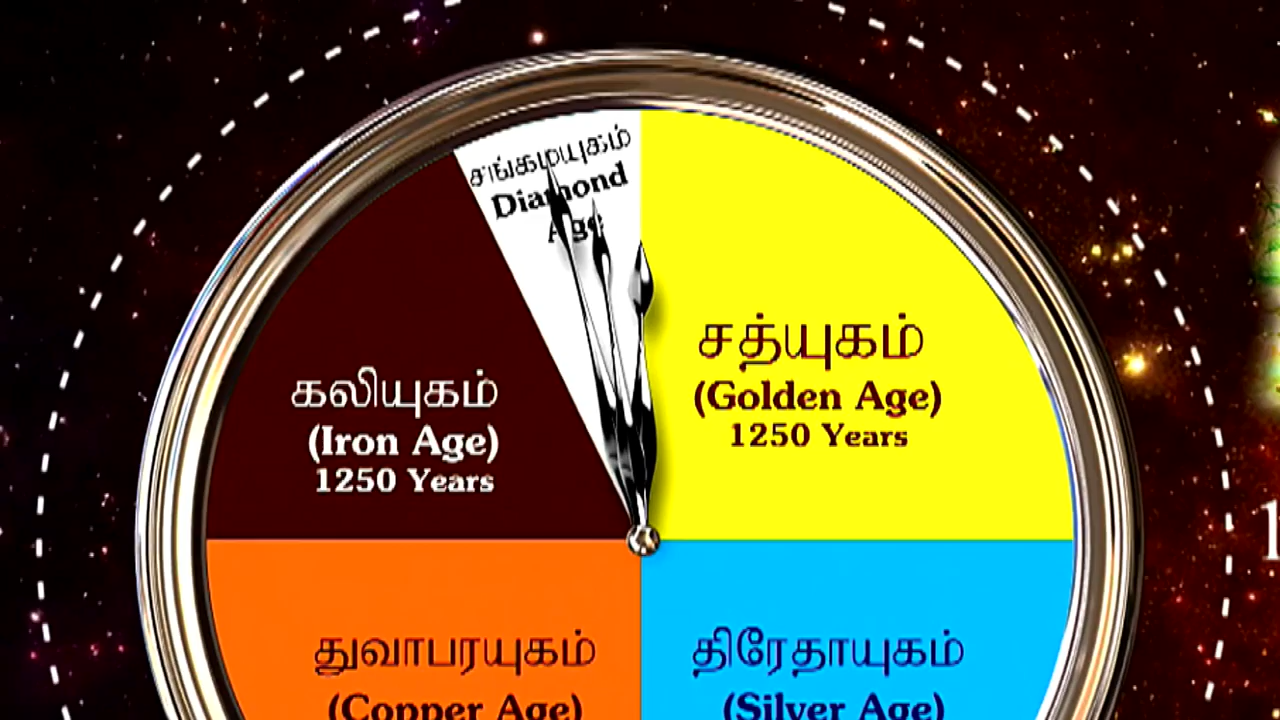 சங்கமயுகம்
Diamond
Age
சத்யுகம்
(Golden Age)
1250 Years
கலியுகம்
(Iron Age)
1250 Years
துவாபரயுகம்
(Copper Age)
திரேதாயுகம்
(Silver Age)